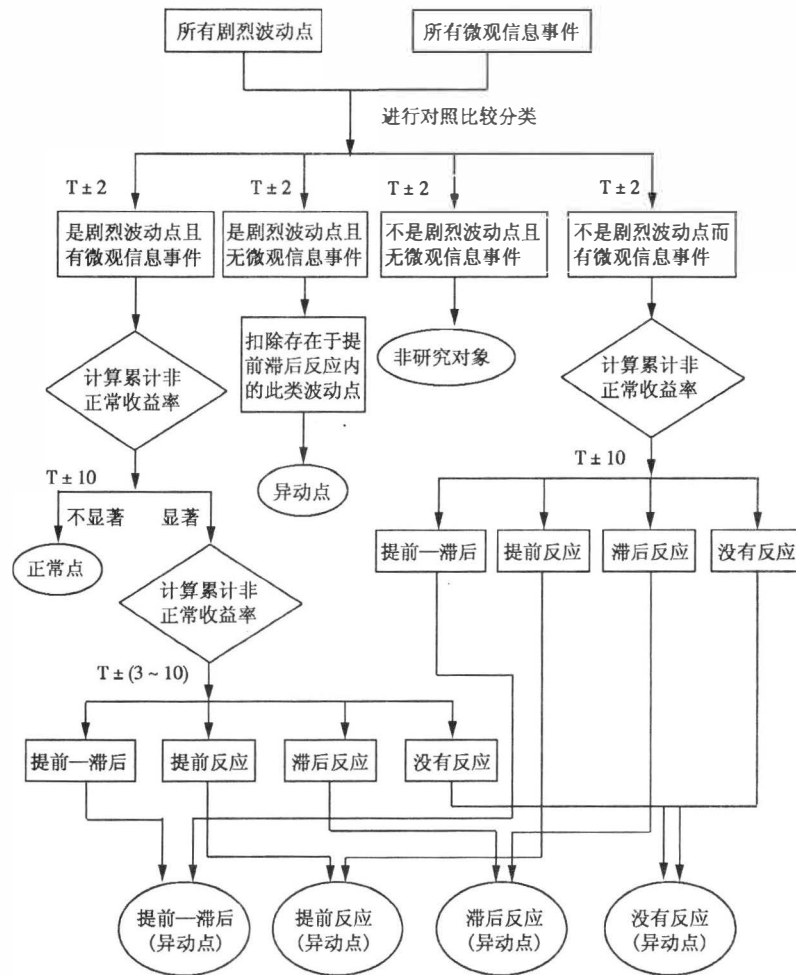 所有剧烈波动点
所有微观信息事件
进行对照比较分类
T ± 2
T ± 2
T ± 2
T ± 2
是剧烈波动点且
有微观信息事件
是剧烈波动点且
无微观信息事件
不是剧烈波动点且
无微观信息事件
不是剧烈波动点而
有微观信息事件
计算累计非
正常收益率
扣除存在于提
前滞后反应内
的此类波动点
非研究对象
计算累计非
正常收益率
T ± 10
异动点
T ± 10
不显著
显著
正常点
提前—滞后
提前反应
滞后反应
没有反应
计算累计非
正常收益率
T ± (3 ~ 10)
提前—滞后
提前反应
滞后反应
没有反应
提前—滞后
(异动点)
提前反应
(异动点)
滞后反应
(异动点)
没有反应
(异动点)